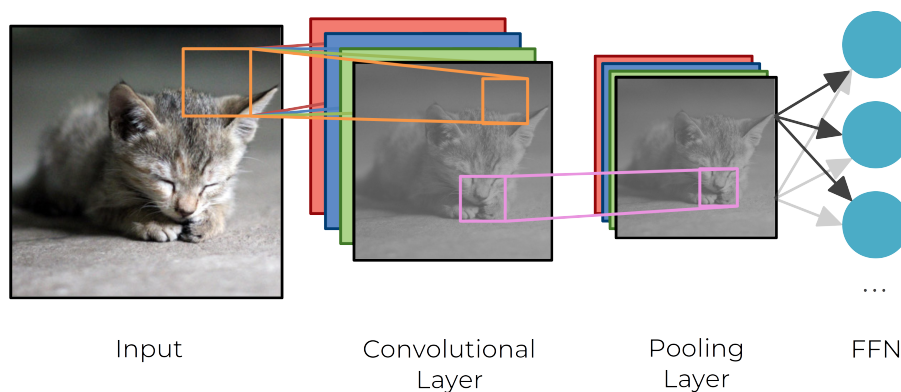 ...
Input
Convolutional
Layer
Pooling
Layer
FFN